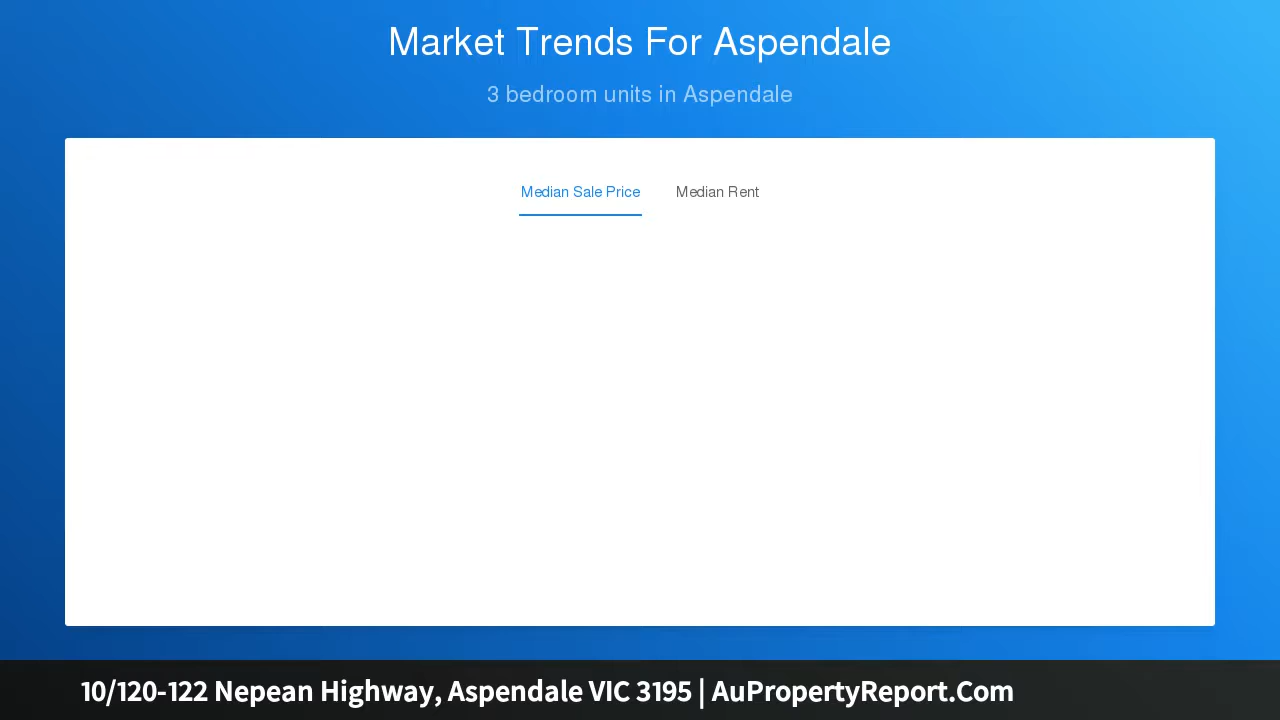 Market Trends For Aspendale
3 bedroom units in Aspendale
Median Sale Price Median Rent
10/120-122 Nepean Highway, Aspendale VIC 3195 | AuPropertyReport.Com